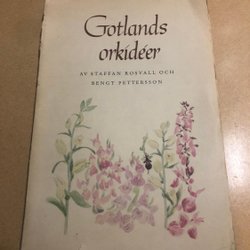 Gotlands
orkidéer
AV STAFFAN ROSVALL OCH
BENGT PETTERSSON